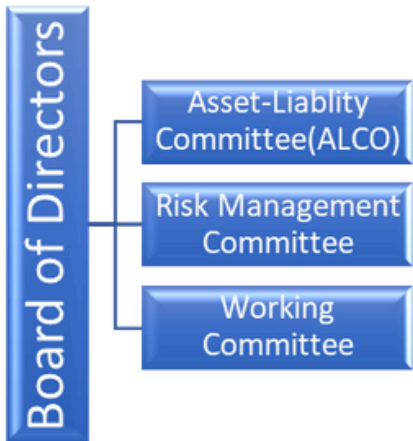 Board of Directors
Asset-Liablity
Committee(ALCO)
Risk Management
Committee
Working
Committee